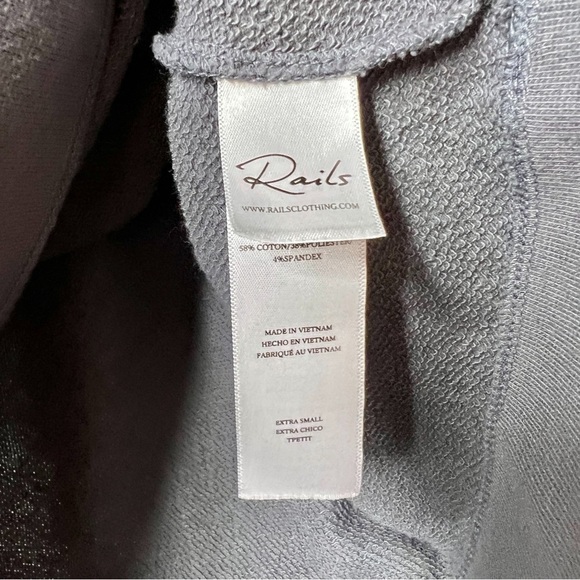 Rails
WWW.RAILSCLOTHING.COM
58% COTON/38%POLIESTER
4%SPANDEX
MADE IN VIETNAM
HECHO EN VIETNAM
FABRIQUÉ AU VIETNAM
EXTRA SMALL
EXTRA CHICO
TPETIT